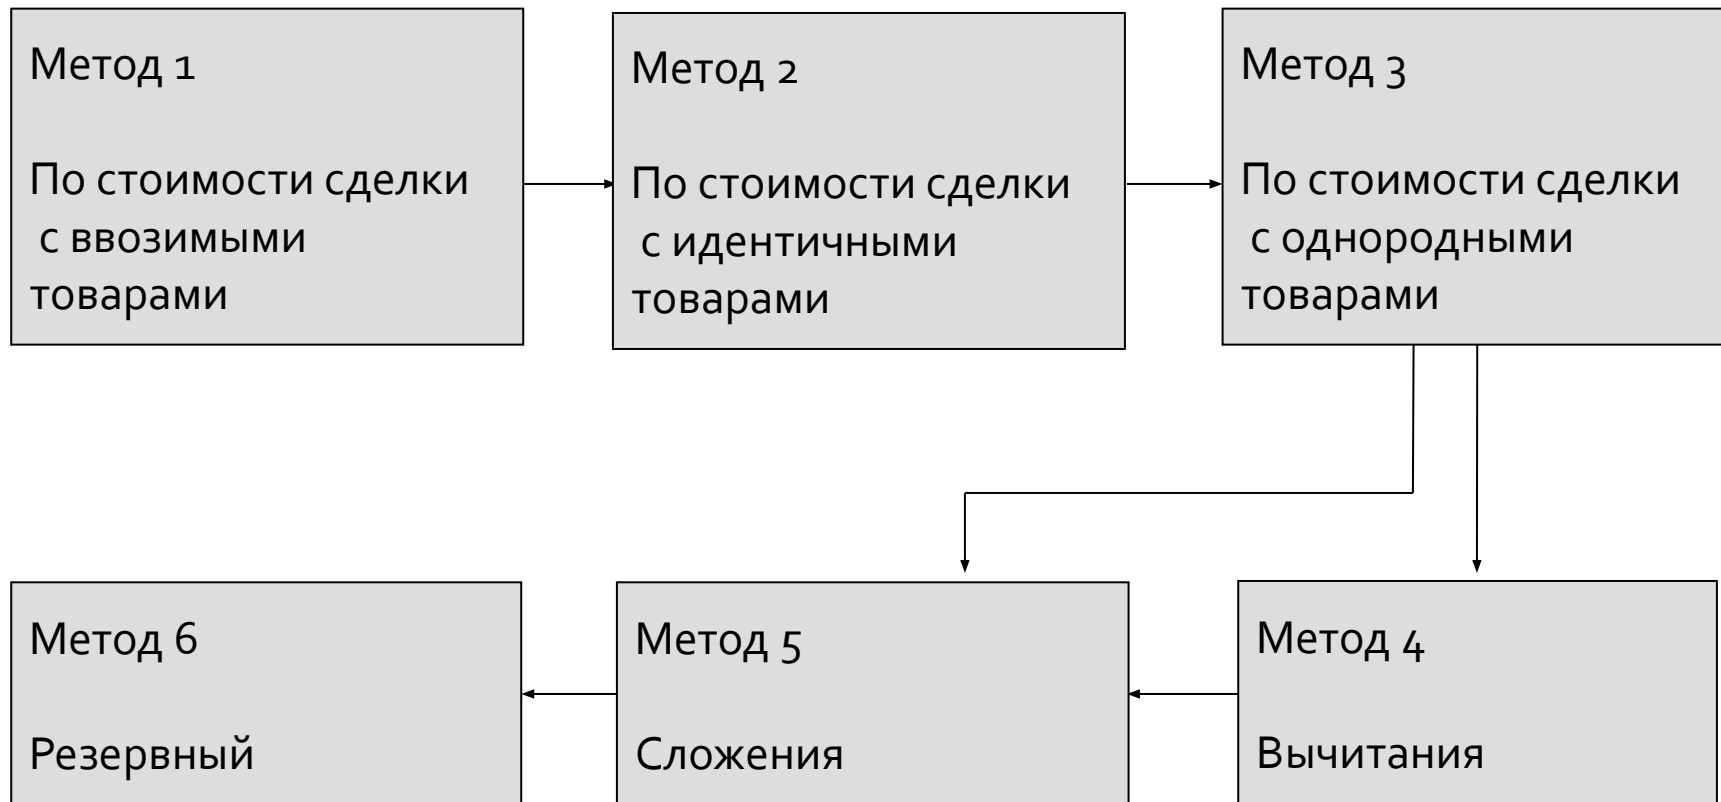 Метод 1
По стоимости сделки
с ввозимыми
товарами
Метод 2
По стоимости сделки
с идентичными
товарами
Метод 3
По стоимости сделки
с однородными
товарами
Метод 6
Резервный
Метод 5
Сложения
Метод 4
Вычитания